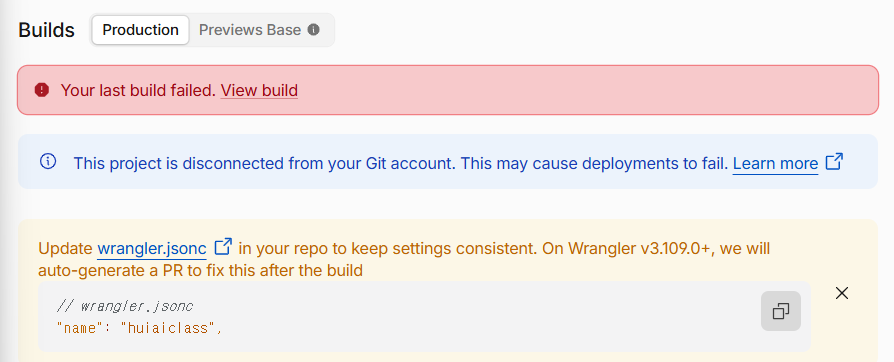 Builds Production Previews Base
Your last build failed. View build
This project is disconnected from your Git account. This may cause deployments to fail. Learn more
Update wrangler.jsonc in your repo to keep settings consistent. On Wrangler v3.109.0+, we will
auto-generate a PR to fix this after the build
// wrangler.jsonc
"name": "huiaiclass",